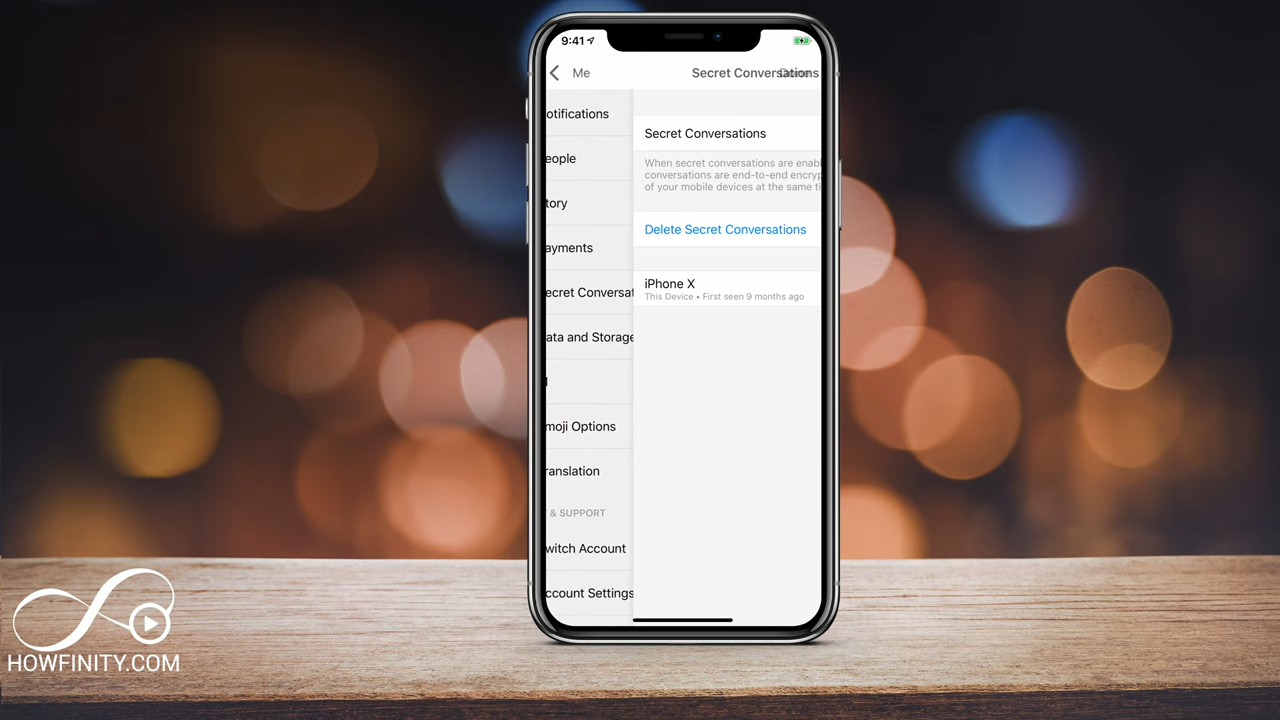 9:41
Me
Secret Conversations
Done
otifications
eople
tory
ayments
ecret Conversat
ata and Storage
moji Options
ranslation
& SUPPORT
witch Account
ccount Settings
Secret Conversations
When secret conversations are enabl
conversations are end-to-end encryp
of your mobile devices at the same ti
Delete Secret Conversations
iPhone X
This Device • First seen 9 months ago
HOWFINITY.COM